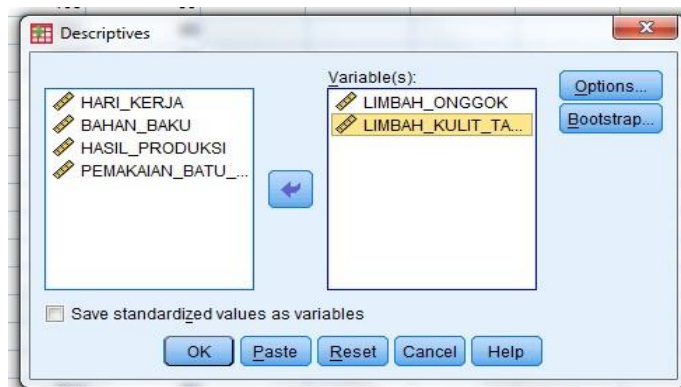 Descriptives
HARI_KERJA
BAHAN_BAKU
HASIL_PRODUKSI
PEMAKAIAN_BATU_...
Variable(s):
LIMBAH_ONGGOK
LIMBAH_KULIT_TA...
Options...
Bootstrap...
Save standardized values as variables
OK
Paste
Reset
Cancel
Help